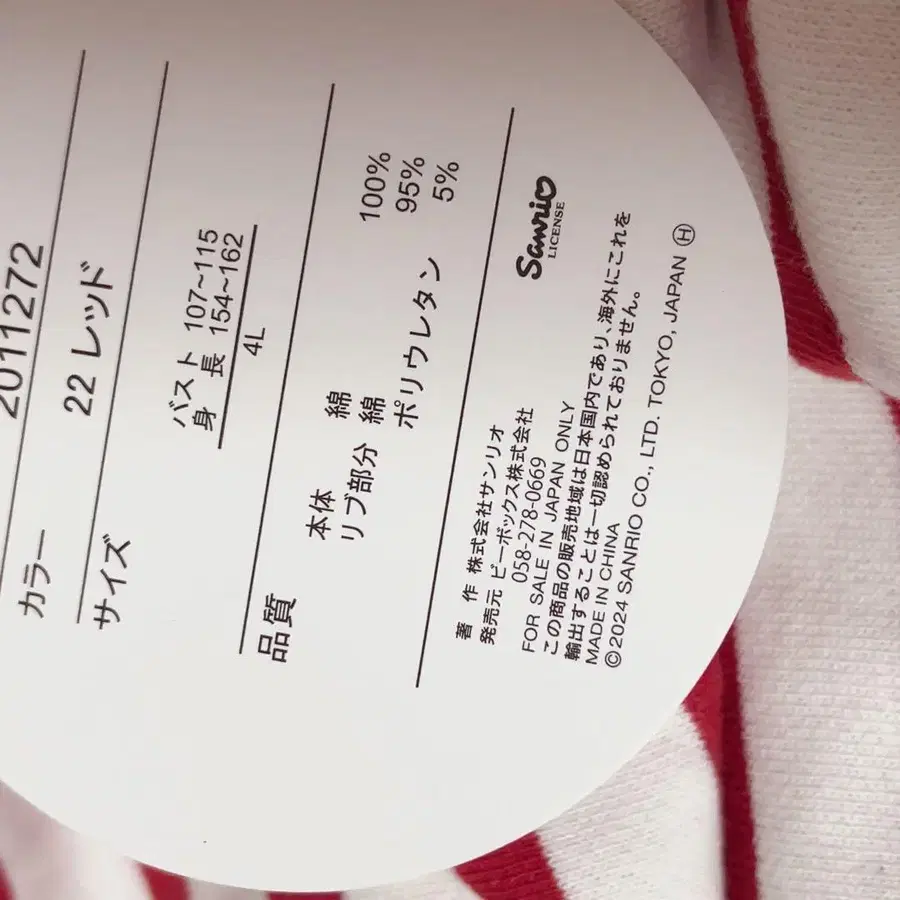 2011272
カラー 22 レッド
サイズ
バスト 107~115
身長 154~162
4L
品質 本体 綿 100%
リブ部分 綿 95%
ポリウレタン 5%
Sanrio
LICENSE
著 作 株式会社サンリオ
発売元 ビーボックス株式会社
058-278-0669
FOR SALE IN JAPAN ONLY
この商品の販売地域は日本国内であり、海外にこれを
輸出することは一切認められておりません。
MADE IN CHINA
©2024 SANRIO CO., LTD. TOKYO, JAPAN Ⓗ